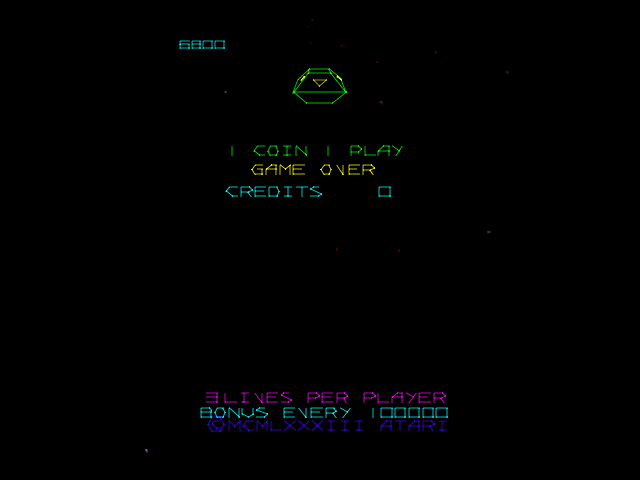 6800
1 COIN 1 PLAY
GAME OVER
CREDITS 0
3 LIVES PER PLAYER
BONUS EVERY 100000
©MCMLXXXIII ATARI